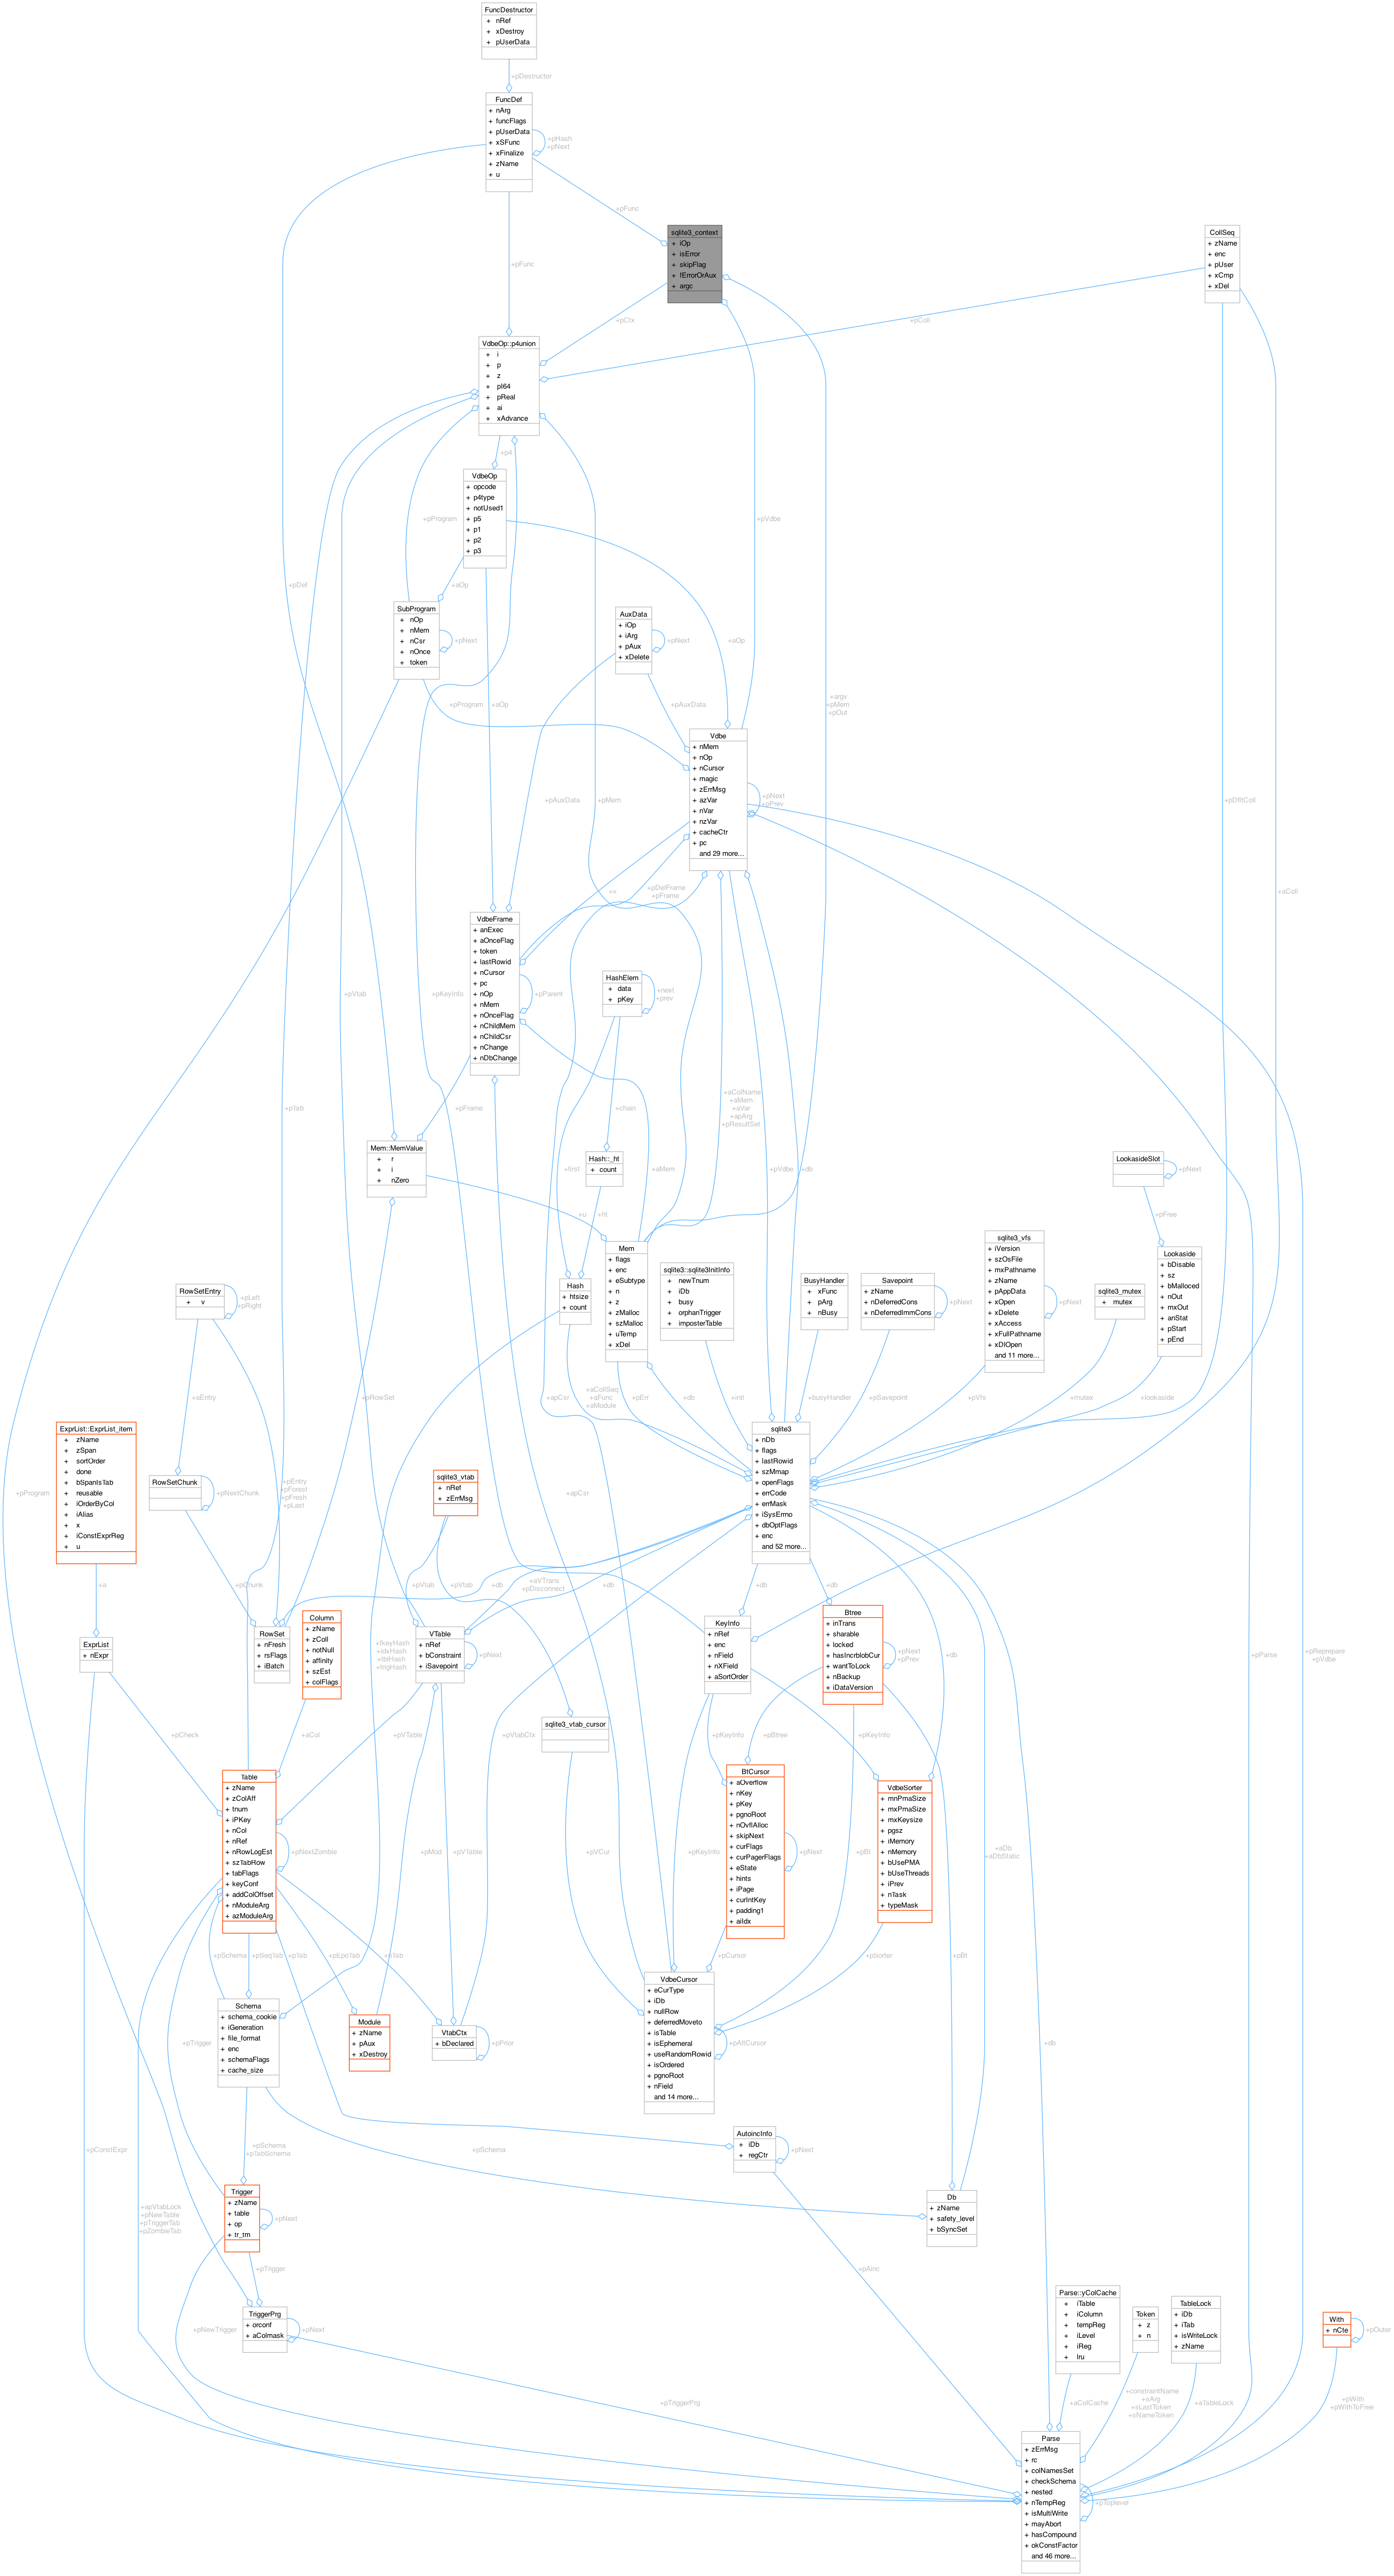 FuncDestructor
+ nRef
+ xDestroy
+ pUserData
+pDestructor
FuncDef
+ nArg
+ funcFlags
+ pUserData
+ xSFunc
+ xFinalize
+ zName
+ u
+pHash
+pNext
+pFunc
sqlite3_context
+ iOp
+ isError
+ skipFlag
+ fErrorOrAux
+ argc
CollSeq
+ zName
+ enc
+ pUser
+ xCmp
+ xDel
+pFunc
+pCtx
+pColl
VdbeOp::p4union
+ i
+ p
+ z
+ pI64
+ pReal
+ ai
+ xAdvance
+p4
VdbeOp
+ opcode
+ p4type
+ notUsed1
+ p5
+ p1
+ p2
+ p3
+pProgram
+pVdbe
+pDef
+aOp
SubProgram
+ nOp
+ nMem
+ nCsr
+ nOnce
+ token
+pNext
AuxData
+ iOp
+ iArg
+ pAux
+ xDelete
+pNext
+aOp
+argv
+pMem
+pOut
+pProgram
+aOp
+pAuxData
Vdbe
+ nMem
+ nOp
+ nCursor
+ magic
+ zErrMsg
+ azVar
+ nVar
+ nzVar
+ cacheCtr
+ pc
and 29 more...
+pNext
+pPrev
+pVtab
+pKeyInfo
+pAuxData
+pMem
+pDfltColl
+aColl
+v
+pDelFrame
+pFrame
VdbeFrame
+ anExec
+ aOnceFlag
+ token
+ lastRowid
+ nCursor
+ pc
+ nOp
+ nMem
+ nOnceFlag
+ nChildMem
+ nChildCsr
+ nChange
+ nDbChange
+pParent
HashElem
+ data
+ pKey
+next
+prev
+pTab
+pFrame
+chain
+aColName
+aMem
+aVar
+apArg
+pResultSet
Mem::MemValue
+ r
+ i
+ nZero
Hash::_ht
+ count
+first
+aMem
+pVdbe
+db
LookasideSlot
+pNext
+u
+ht
+pFree
Mem
+ flags
+ enc
+ eSubtype
+ n
+ z
+ zMalloc
+ szMalloc
+ uTemp
+ xDel
sqlite3_vfs
+ iVersion
+ szOsFile
+ mxPathname
+ zName
+ pAppData
+ xOpen
+ xDelete
+ xAccess
+ xFullPathname
+ xDlOpen
and 11 more...
+pNext
Lookaside
+ bDisable
+ sz
+ bMalloced
+ nOut
+ mxOut
+ anStat
+ pStart
+ pEnd
Hash
+ htsize
+ count
sqlite3::sqlite3InitInfo
+ newTnum
+ iDb
+ busy
+ orphanTrigger
+ imposterTable
BusyHandler
+ xFunc
+ pArg
+ nBusy
Savepoint
+ zName
+ nDeferredCons
+ nDeferredImmCons
+pNext
sqlite3_mutex
+ mutex
RowSetEntry
+ v
+pLeft
+pRight
+aEntry
+pRowSet
+apCsr
+aCollSeq
+aFunc
+aModule
+pErr
+db
+init
+busyHandler
+pSavepoint
+pVfs
+mutex
+lookaside
ExprList::ExprList_item
+ zName
+ zSpan
+ sortOrder
+ done
+ bSpanIsTab
+ reusable
+ iOrderByCol
+ iAlias
+ x
+ iConstExprReg
+ u
sqlite3
+ nDb
+ flags
+ lastRowid
+ szMmap
+ openFlags
+ errCode
+ errMask
+ iSysErrno
+ dbOptFlags
+ enc
and 52 more...
RowSetChunk
+pNextChunk
+pEntry
+pForest
+pFresh
+pLast
sqlite3_vtab
+ nRef
+ zErrMsg
+pProgram
+apCsr
+pParse
+pReprepare
+pVdbe
+a
+pChunk
+pVtab
+pVtab
+db
+aVTrans
+pDisconnect
+db
+db
+db
Column
+ zName
+ zColl
+ notNull
+ affinity
+ szEst
+ colFlags
ExprList
+ nExpr
RowSet
+ nFresh
+ rsFlags
+ iBatch
+fkeyHash
+idxHash
+tblHash
+trigHash
VTable
+ nRef
+ bConstraint
+ iSavepoint
+pNext
KeyInfo
+ nRef
+ enc
+ nField
+ nXField
+ aSortOrder
Btree
+ inTrans
+ sharable
+ locked
+ hasIncrblobCur
+ wantToLock
+ nBackup
+ iDataVersion
+pNext
+pPrev
+db
sqlite3_vtab_cursor
+pCheck
+aCol
+pVTable
+pVtabCtx
+pKeyInfo
+pBtree
+pKeyInfo
Table
+ zName
+ zColAff
+ tnum
+ iPKey
+ nCol
+ nRef
+ nRowLogEst
+ szTabRow
+ tabFlags
+ keyConf
+ addColOffset
+ nModuleArg
+ azModuleArg
+pNextZombie
+pMod
+pVTable
+pVCur
+pKeyInfo
BtCursor
+ aOverflow
+ nKey
+ pKey
+ pgnoRoot
+ nOvflAlloc
+ skipNext
+ curFlags
+ curPagerFlags
+ eState
+ hints
+ iPage
+ curIntKey
+ padding1
+ aiIdx
+pNext
+pBt
VdbeSorter
+ mnPmaSize
+ mxPmaSize
+ mxKeysize
+ pgsz
+ iMemory
+ nMemory
+ bUsePMA
+ bUseThreads
+ iPrev
+ nTask
+ typeMask
+aDb
+aDbStatic
+pSchema
+pSeqTab
+pTab
+pEpoTab
+pTab
+pCursor
+pSorter
+pBt
Schema
+ schema_cookie
+ iGeneration
+ file_format
+ enc
+ schemaFlags
+ cache_size
Module
+ zName
+ pAux
+ xDestroy
VtabCtx
+ bDeclared
+pPrior
VdbeCursor
+ eCurType
+ iDb
+ nullRow
+ deferredMoveto
+ isTable
+ isEphemeral
+ useRandomRowid
+ isOrdered
+ pgnoRoot
+ nField
and 14 more...
+pAltCursor
+pTrigger
+db
+pConstExpr
+pSchema
+pTabSchema
+pSchema
AutoincInfo
+ iDb
+ regCtr
+pNext
Trigger
+ zName
+ table
+ op
+ tr_tm
+pNext
Db
+ zName
+ safety_level
+ bSyncSet
+apVtabLock
+pNewTable
+pTriggerTab
+pZombieTab
+pTrigger
+pAinc
TriggerPrg
+ orconf
+ aColmask
+pNext
+pNewTrigger
Parse::yColCache
+ iTable
+ iColumn
+ tempReg
+ iLevel
+ iReg
+ lru
Token
+ z
+ n
TableLock
+ iDb
+ iTab
+ isWriteLock
+ zName
With
+ nCte
+pOuter
+pTriggerPrg
+aColCache
+constraintName
+sArg
+sLastToken
+sNameToken
+aTableLock
+pWith
+pWithToFree
Parse
+ zErrMsg
+ rc
+ colNamesSet
+ checkSchema
+ nested
+ nTempReg
+ isMultiWrite
+ mayAbort
+ hasCompound
+ okConstFactor
and 46 more...
+pToplevel